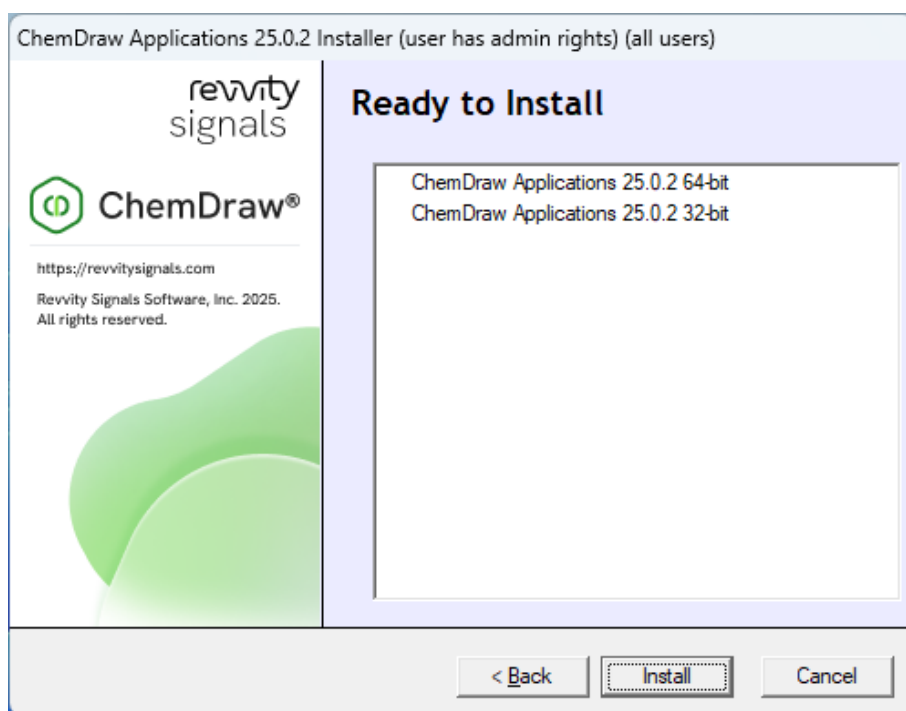 ChemDraw Applications 25.0.2 Installer (user has admin rights) (all users)
revvity
signals
ChemDraw®
https://revvitysignals.com
Revvity Signals Software, Inc. 2025.
All rights reserved.
Ready to Install
ChemDraw Applications 25.0.2 64-bit
ChemDraw Applications 25.0.2 32-bit
< Back
Install
Cancel